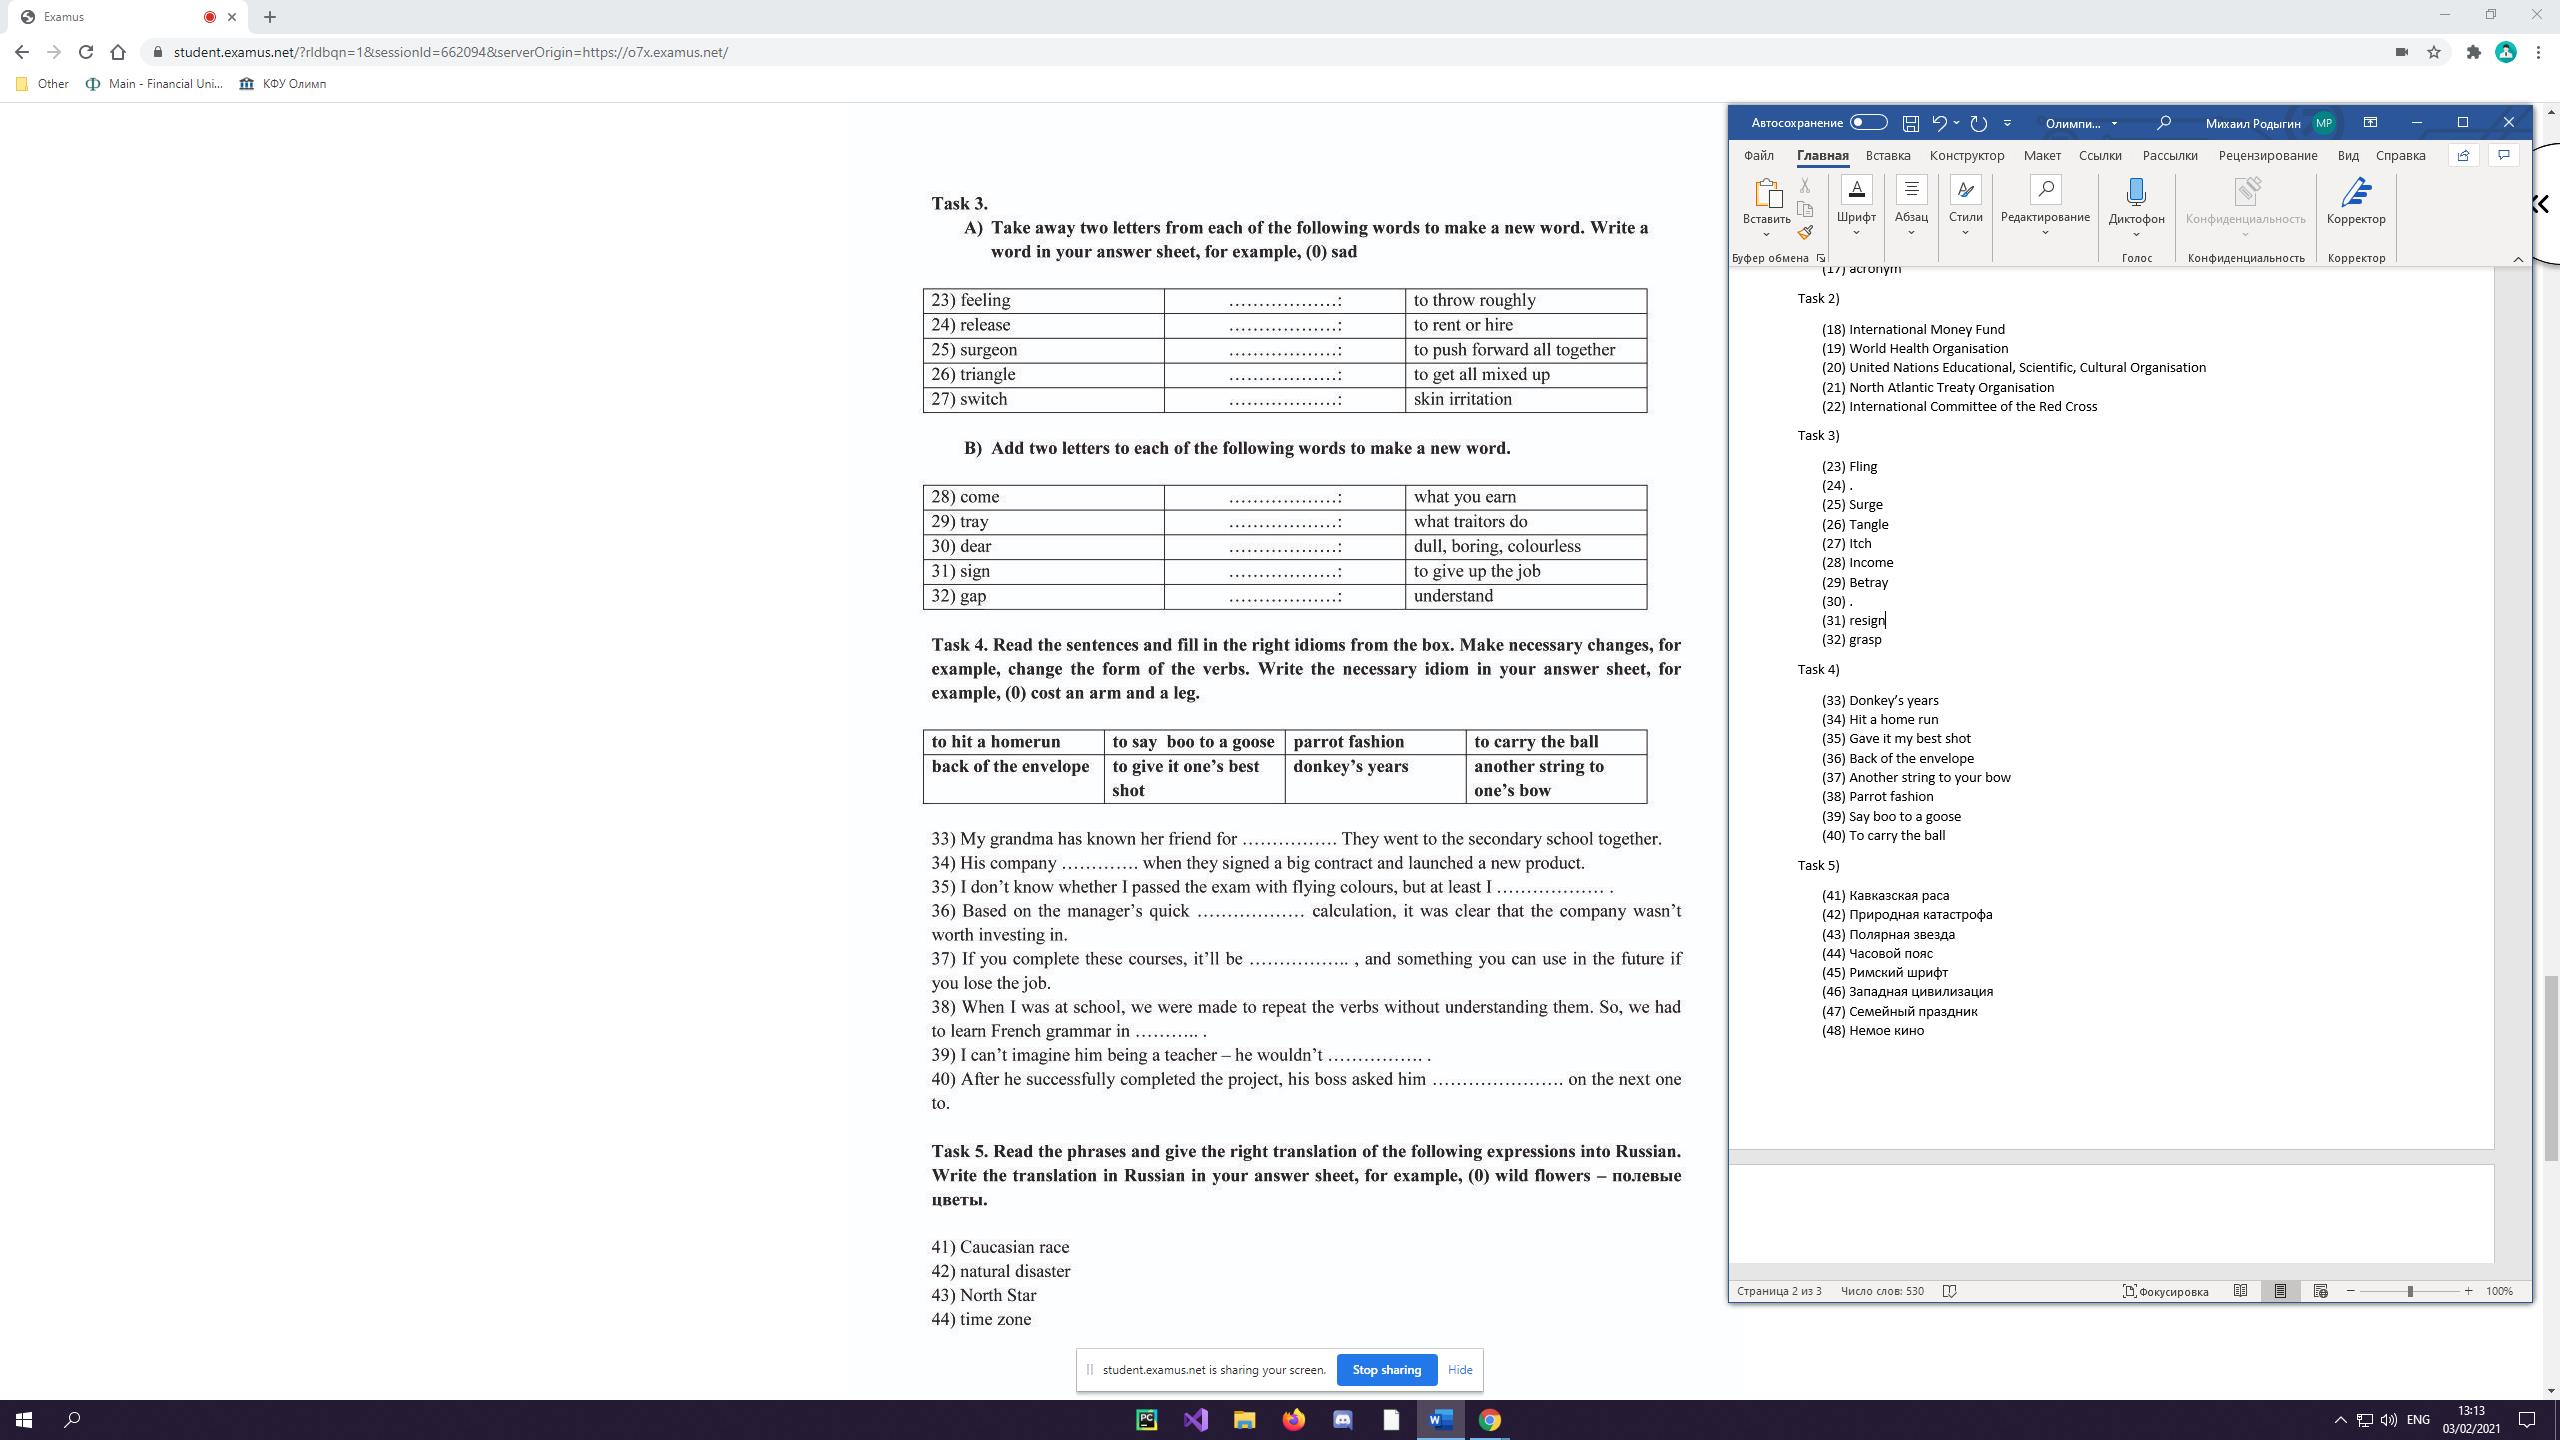 Examus
student.examus.net/?rldbqn=1&sessionId=662094&serverOrigin=https://o7x.examus.net/
Other Main - Financial Uni... КФУ Олимп
Task 3.
A) Take away two letters from each of the following words to make a new word. Write a
word in your answer sheet, for example, (0) sad
23) feeling ………………: to throw roughly
24) release ………………: to rent or hire
25) surgeon ………………: to push forward all together
26) triangle ………………: to get all mixed up
27) switch ………………: skin irritation
B) Add two letters to each of the following words to make a new word.
28) come ………………: what you earn
29) tray ………………: what traitors do
30) dear ………………: dull, boring, colourless
31) sign ………………: to give up the job
32) gap ………………: understand
Task 4. Read the sentences and fill in the right idioms from the box. Make necessary changes, for
example, change the form of the verbs. Write the necessary idiom in your answer sheet, for
example, (0) cost an arm and a leg.
to hit a homerun to say boo to a goose parrot fashion to carry the ball
back of the envelope to give it one’s best donkey’s years another string to
shot one’s bow
33) My grandma has known her friend for ……………. They went to the secondary school together.
34) His company …………. when they signed a big contract and launched a new product.
35) I don’t know whether I passed the exam with flying colours, but at least I ……………… .
36) Based on the manager’s quick ……………… calculation, it was clear that the company wasn’t
worth investing in.
37) If you complete these courses, it’ll be …………….. , and something you can use in the future if
you lose the job.
38) When I was at school, we were made to repeat the verbs without understanding them. So, we had
to learn French grammar in ……….. .
39) I can’t imagine him being a teacher – he wouldn’t ……………. .
40) After he successfully completed the project, his boss asked him …………………. on the next one
to.
Task 5. Read the phrases and give the right translation of the following expressions into Russian.
Write the translation in Russian in your answer sheet, for example, (0) wild flowers – полевые
цветы.
41) Caucasian race
42) natural disaster
43) North Star
44) time zone
Автосохранение Олимпи... Михаил Родыгин МР
Файл Главная Вставка Конструктор Макет Ссылки Рассылки Рецензирование Вид Справка
Вставить Шрифт Абзац Стили Редактирование Диктофон Конфиденциальность Корректор
Буфер обмена Голос Конфиденциальность Корректор
(17) acronym
Task 2)
(18) International Money Fund
(19) World Health Organisation
(20) United Nations Educational, Scientific, Cultural Organisation
(21) North Atlantic Treaty Organisation
(22) International Committee of the Red Cross
Task 3)
(23) Fling
(24) .
(25) Surge
(26) Tangle
(27) Itch
(28) Income
(29) Betray
(30) .
(31) resign
(32) grasp
Task 4)
(33) Donkey’s years
(34) Hit a home run
(35) Gave it my best shot
(36) Back of the envelope
(37) Another string to your bow
(38) Parrot fashion
(39) Say boo to a goose
(40) To carry the ball
Task 5)
(41) Кавказская раса
(42) Природная катастрофа
(43) Полярная звезда
(44) Часовой пояс
(45) Римский шрифт
(46) Западная цивилизация
(47) Семейный праздник
(48) Немое кино
Страница 2 из 3 Число слов: 530 Фокусировка 100%
student.examus.net is sharing your screen. Stop sharing Hide
PC W ENG 13:13
03/02/2021